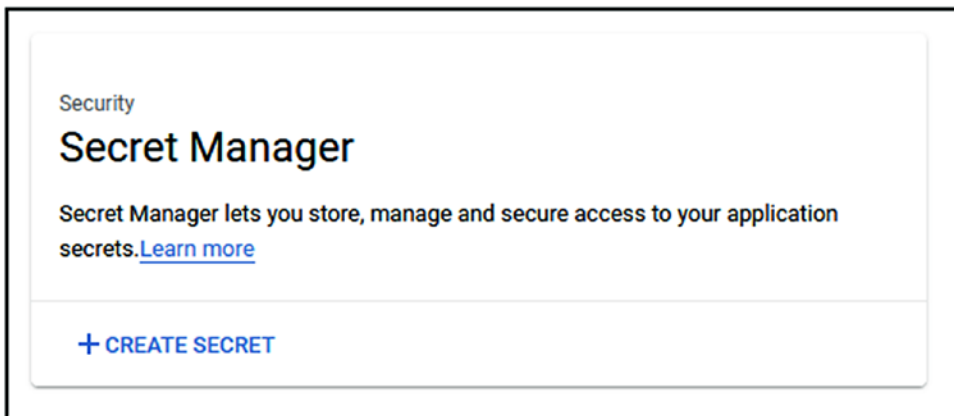 Security
Secret Manager
Secret Manager lets you store, manage and secure access to your application
secrets.Learn more
+ CREATE SECRET